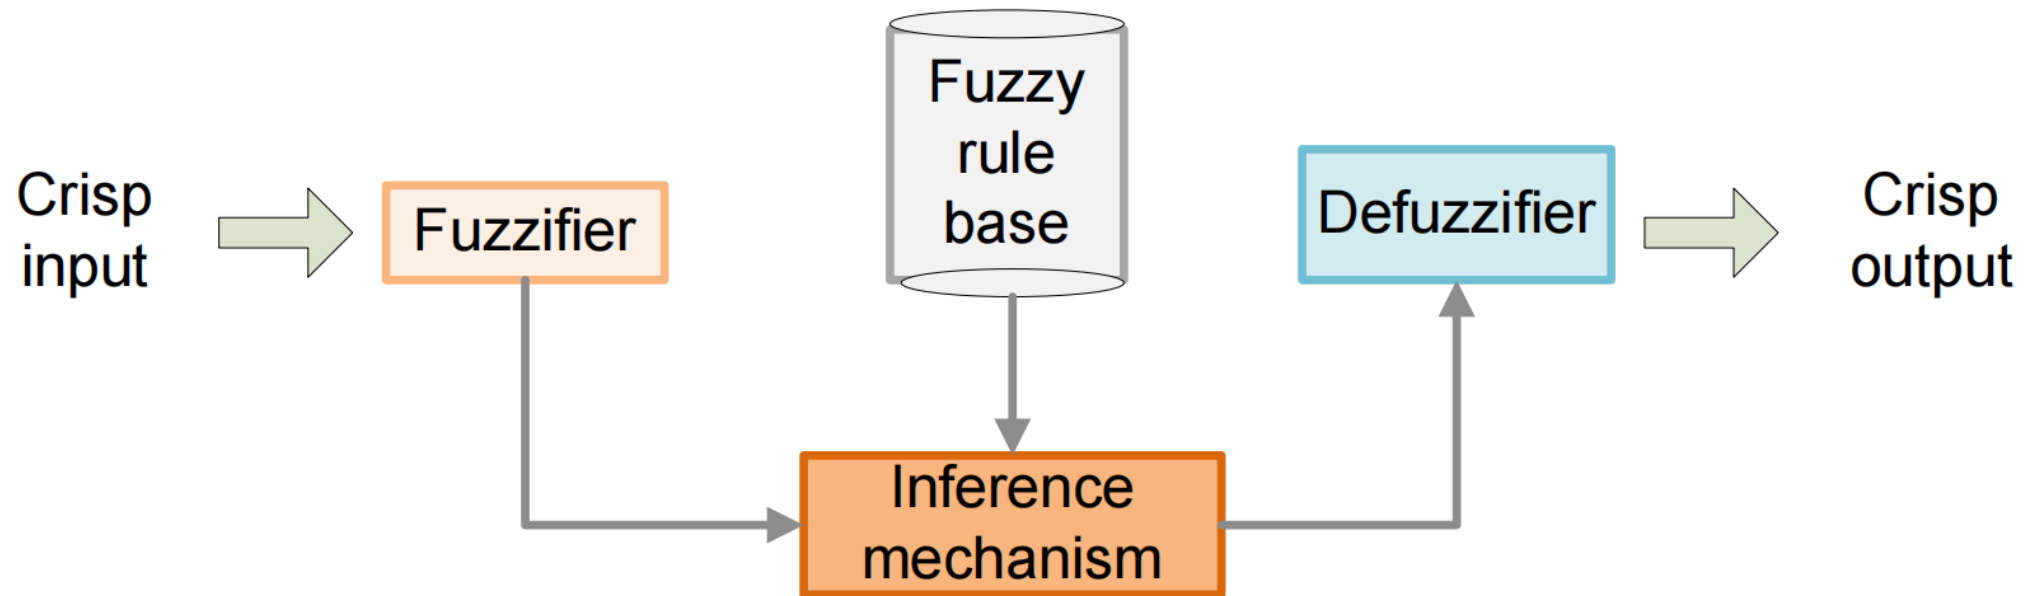 Crisp
input
Fuzzifier
Fuzzy
rule
base
Inference
mechanism
Defuzzifier
Crisp
output